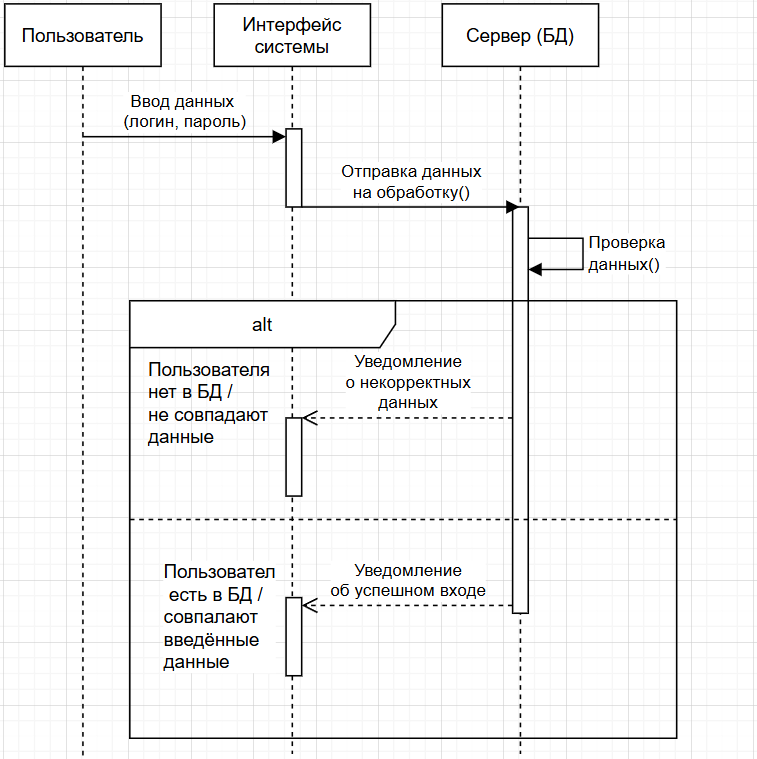 Пользователь
Интерфейс
системы
Сервер (БД)
Ввод данных
(логин, пароль)
Отправка данных
на обработку()
Проверка
данных()
alt
Пользователя
нет в БД /
не совпадают
данные
Уведомление
о некорректных
данных
Пользовател
есть в БД /
совпалают
введённые
данные
Уведомление
об успешном входе